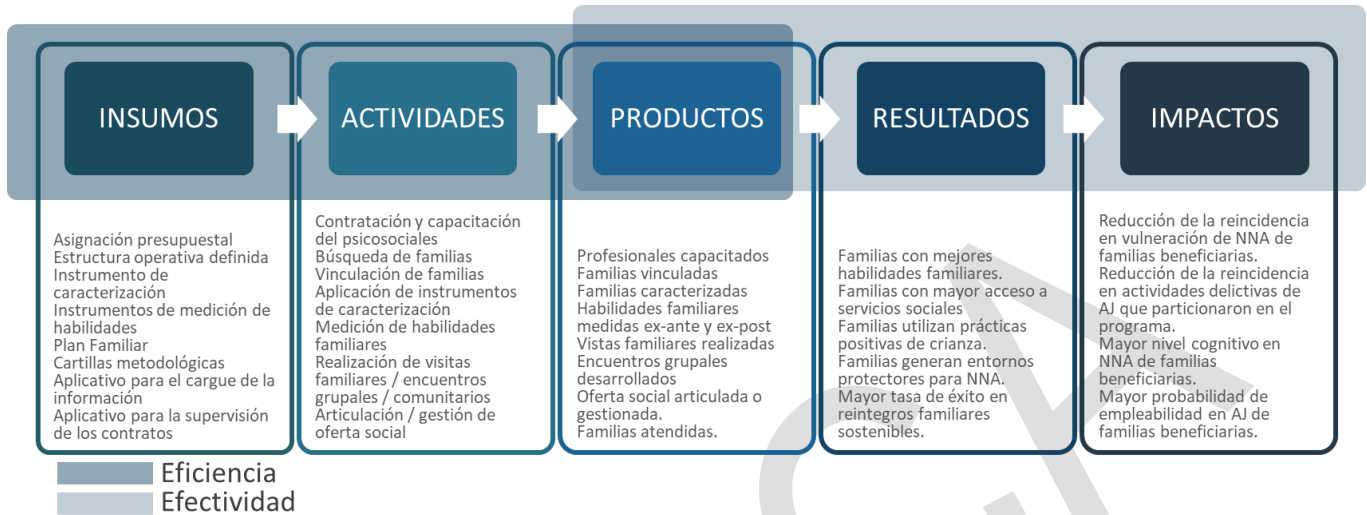 INSUMOS
Asignación presupuestal
Estructura operativa definida
Instrumento de
caracterización
Instrumentos de medición de
habilidades
Plan Familiar
Cartillas metodológicas
Aplicativo para el cargue de la
información
Aplicativo para la supervisión
de los contratos
ACTIVIDADES
Contratación y capacitación
del psicosociales
Búsqueda de familias
Vinculación de familias
Aplicación de instrumentos
de caracterización
Medición de habilidades
familiares
Realización de visitas
familiares / encuentros
grupales / comunitarios
Articulación / gestión de
oferta social
PRODUCTOS
Profesionales capacitados
Familias vinculadas
Familias caracterizadas
Habilidades familiares
medidas ex-ante y ex-post
Vistas familiares realizadas
Encuentros grupales
desarrollados
Oferta social articulada o
gestionada.
Familias atendidas.
RESULTADOS
Familias con mejores
habilidades familiares.
Familias con mayor acceso a
servicios sociales
Familias utilizan prácticas
positivas de crianza.
Familias generan entornos
protectores para NNA.
Mayor tasa de éxito en
reintegros familiares
sostenibles.
IMPACTOS
Reducción de la reincidencia
en vulneración de NNA de
familias beneficiarias.
Reducción de la reincidencia
en actividades delictivas de
AJ que particionaron en el
programa.
Mayor nivel cognitivo en
NNA de familias
beneficiarias.
Mayor probabilidad de
empleabilidad en AJ de
familias beneficiarias.
Eficiencia
Efectividad